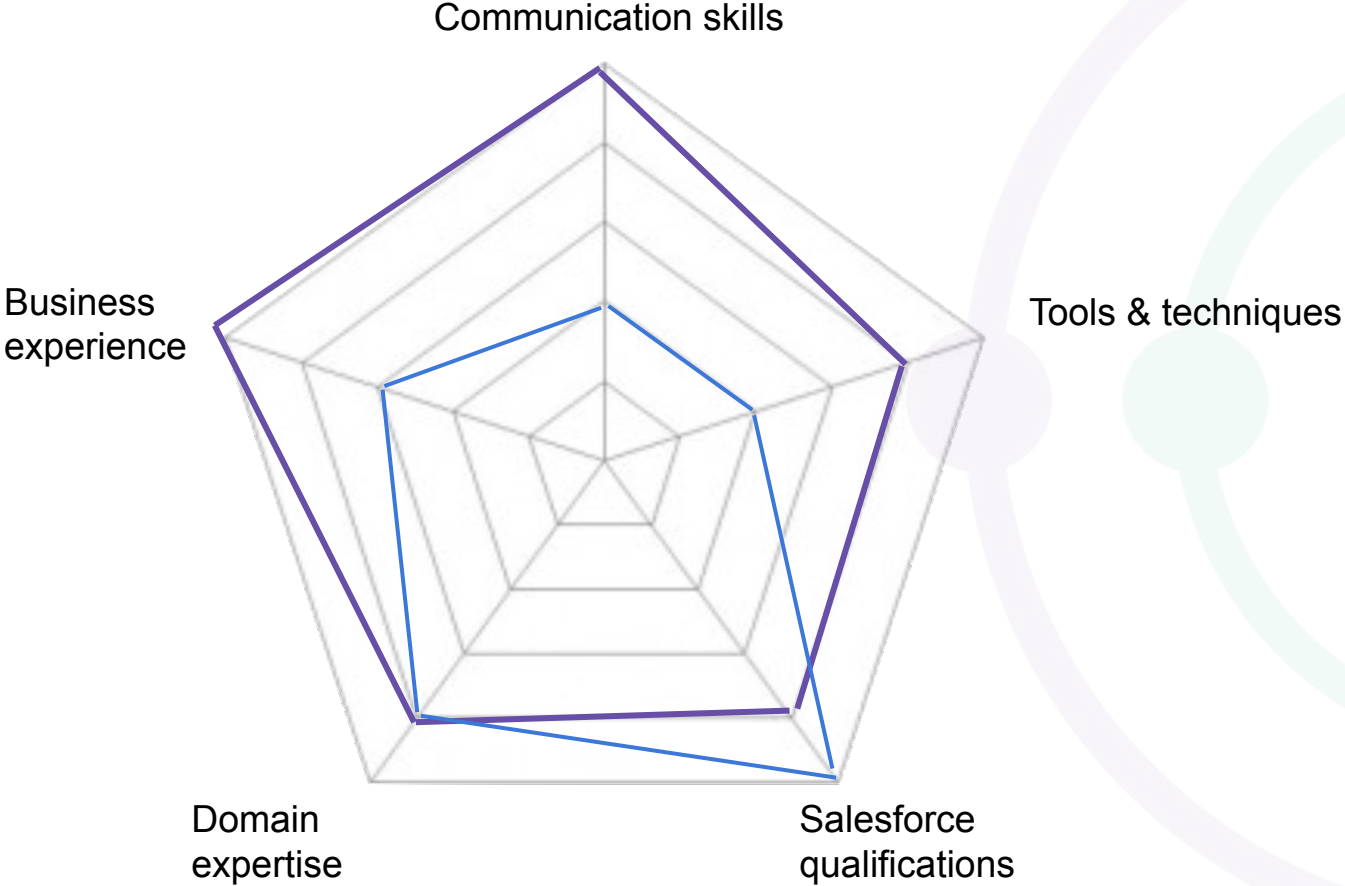 Communication skills
Business
experience
Tools & techniques
Domain
expertise
Salesforce
qualifications